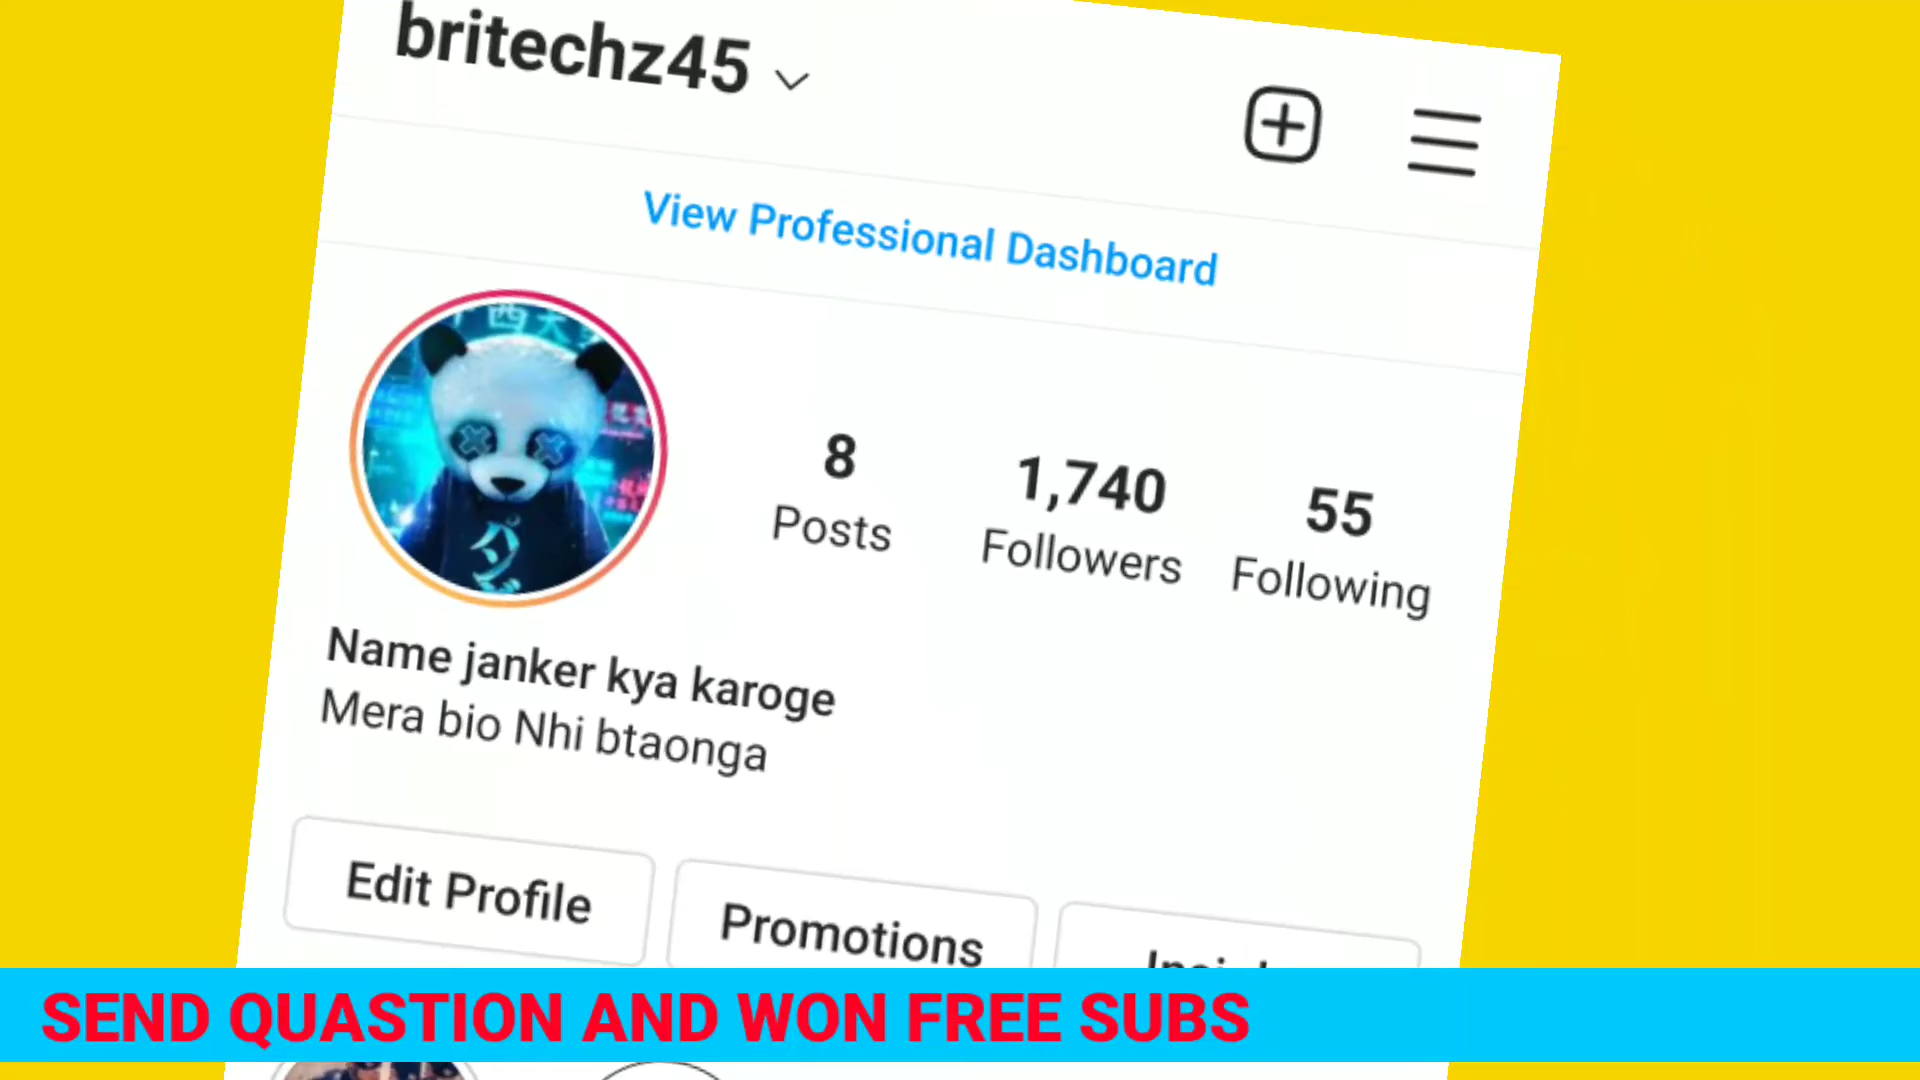 britechz45
View Professional Dashboard
8
Posts
1,740
Followers
55
Following
Name janker kya karoge
Mera bio Nhi btaonga
Edit Profile
Promotions
SEND QUASTION AND WON FREE SUBS